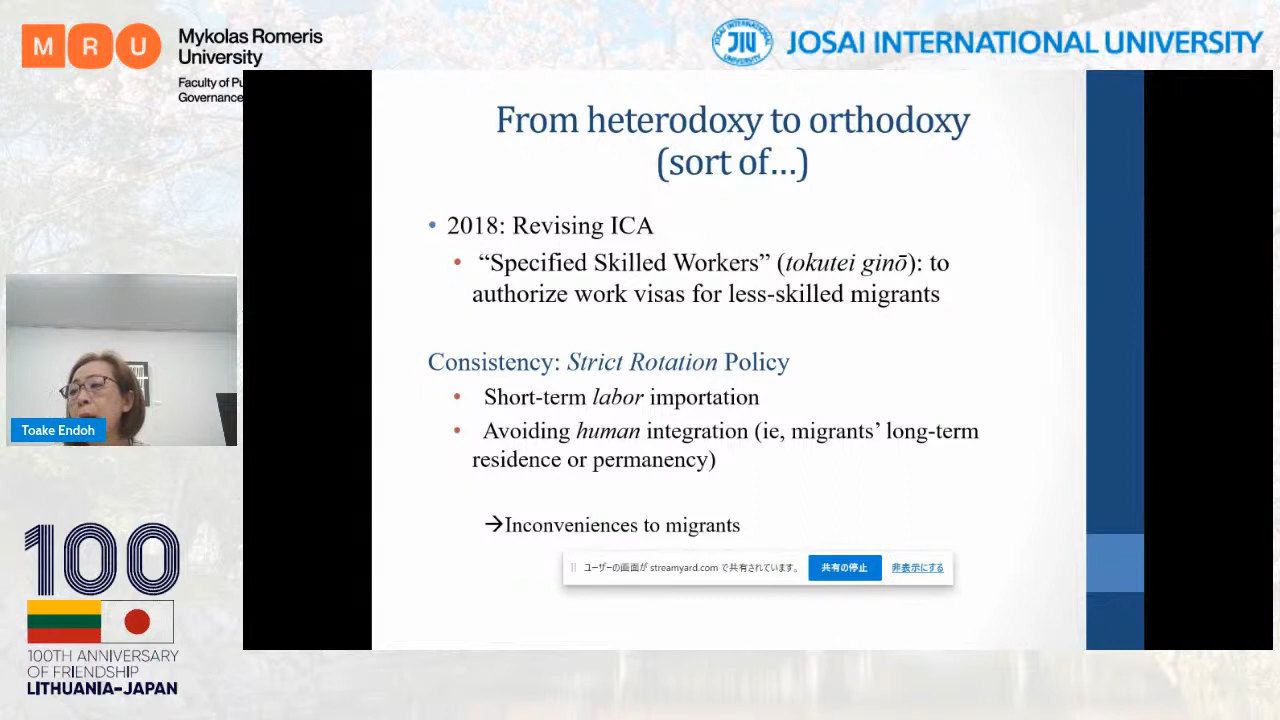 MRU
Mykolas Romeris
University
Faculty of Pu
Governance
JIU
JOSAI INTERNATIONAL UNIVERSITY
From heterodoxy to orthodoxy
(sort of…)
• 2018: Revising ICA
• “Specified Skilled Workers” (tokutei ginō): to
authorize work visas for less-skilled migrants
Consistency: Strict Rotation Policy
• Short-term labor importation
• Avoiding human integration (ie, migrants’ long-term
residence or permanency)
→Inconveniences to migrants
ユーザーの画面が streamyard.com で共有されています。 共有の停止 非表示にする
Toake Endoh
100
100TH ANNIVERSARY
OF FRIENDSHIP
LITHUANIA–JAPAN